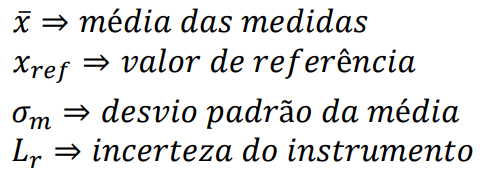 x̄ ⇒ média das medidas
x_ref ⇒ valor de referência
σ_m ⇒ desvio padrão da média
L_r ⇒ incerteza do instrumento